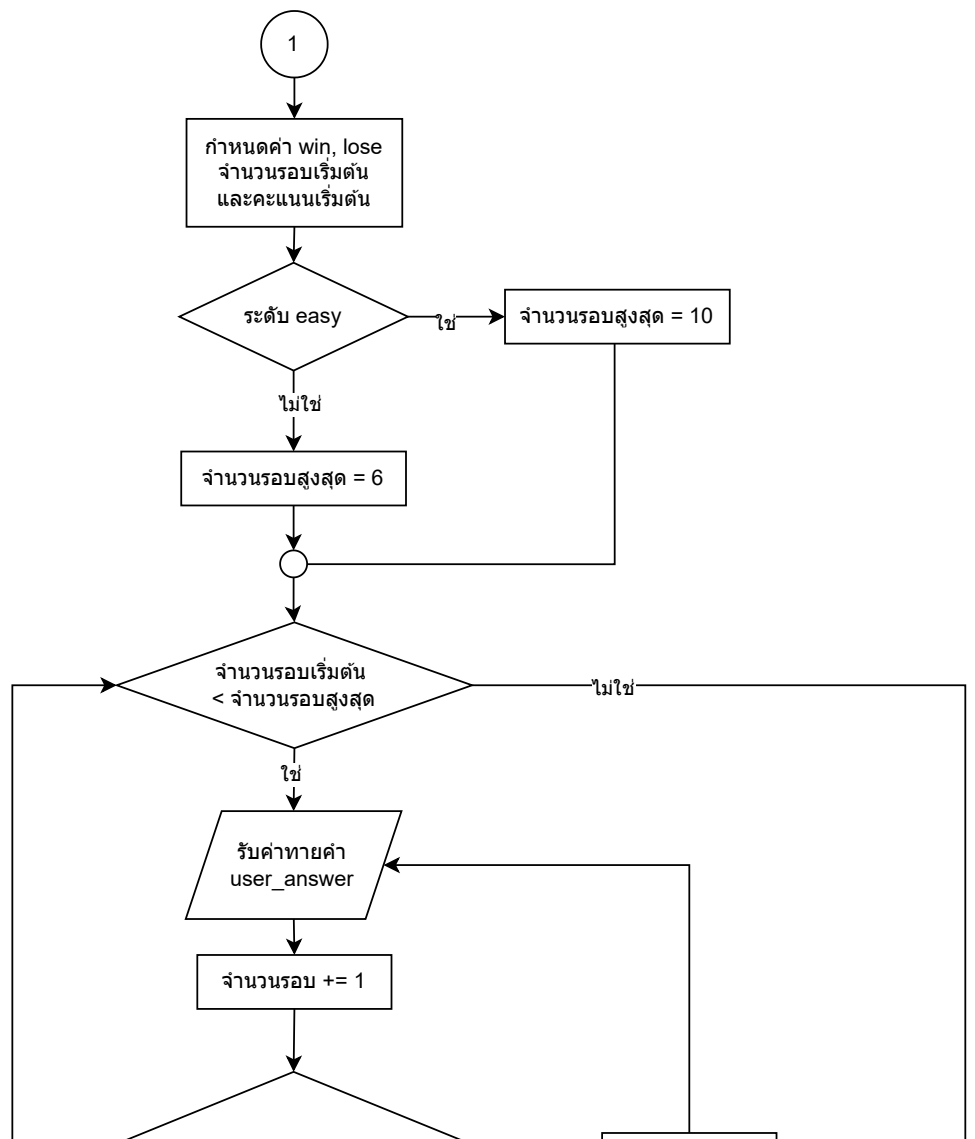 1
กำหนดค่า win, lose
จำนวนรอบเริ่มต้น
และคะแนนเริ่มต้น
ระดับ easy
ใช่
จำนวนรอบสูงสุด = 10
ไม่ใช่
จำนวนรอบสูงสุด = 6
จำนวนรอบเริ่มต้น
< จำนวนรอบสูงสุด
ไม่ใช่
ใช่
รับค่าทายคำ
user_answer
จำนวนรอบ += 1